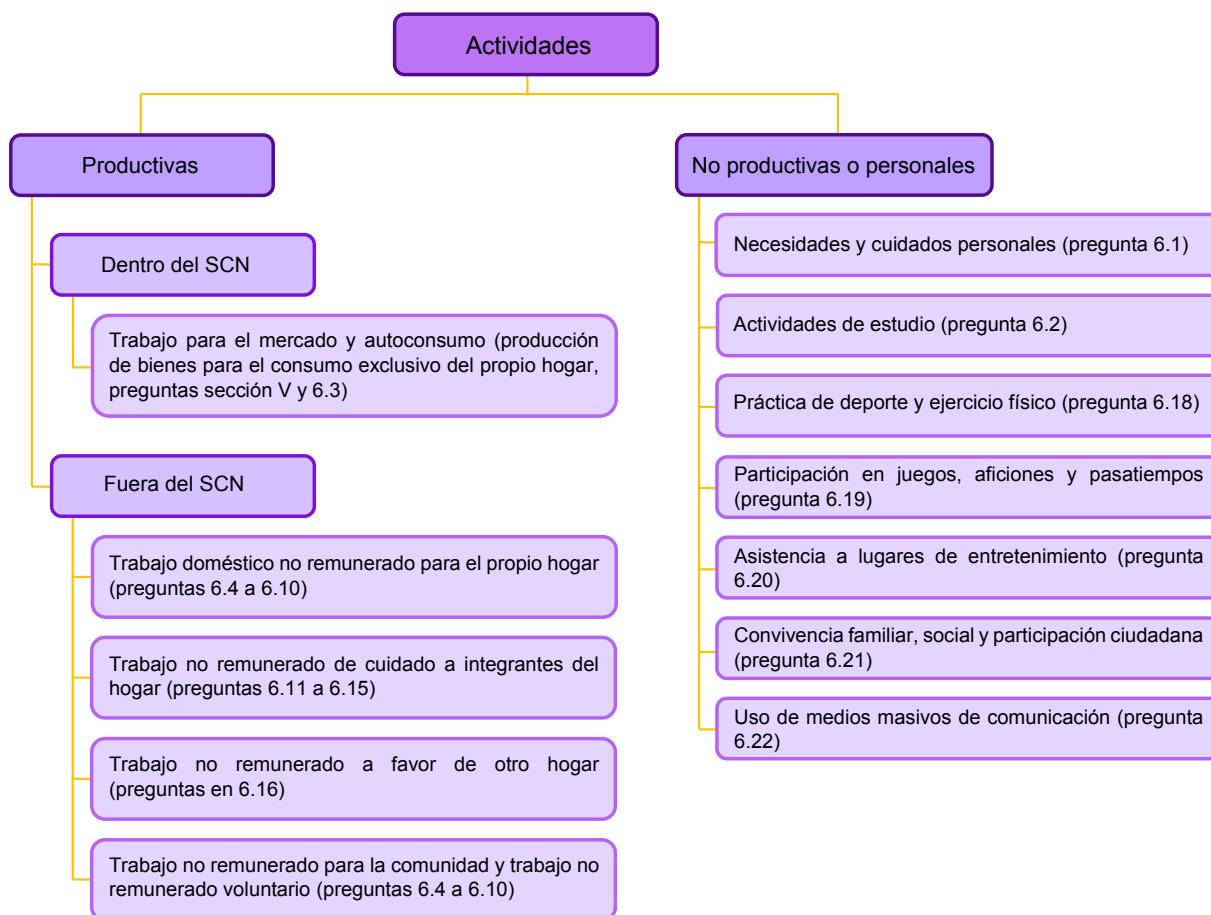 Actividades
Productivas
Dentro del SCN
Trabajo para el mercado y autoconsumo (producción
de bienes para el consumo exclusivo del propio hogar,
preguntas sección V y 6.3)
Fuera del SCN
Trabajo doméstico no remunerado para el propio hogar
(preguntas 6.4 a 6.10)
Trabajo no remunerado de cuidado a integrantes del
hogar (preguntas 6.11 a 6.15)
Trabajo no remunerado a favor de otro hogar
(preguntas en 6.16)
Trabajo no remunerado para la comunidad y trabajo no
remunerado voluntario (preguntas 6.4 a 6.10)
No productivas o personales
Necesidades y cuidados personales (pregunta 6.1)
Actividades de estudio (pregunta 6.2)
Práctica de deporte y ejercicio físico (pregunta 6.18)
Participación en juegos, aficiones y pasatiempos
(pregunta 6.19)
Asistencia a lugares de entretenimiento (pregunta
6.20)
Convivencia familiar, social y participación ciudadana
(pregunta 6.21)
Uso de medios masivos de comunicación (pregunta
6.22)